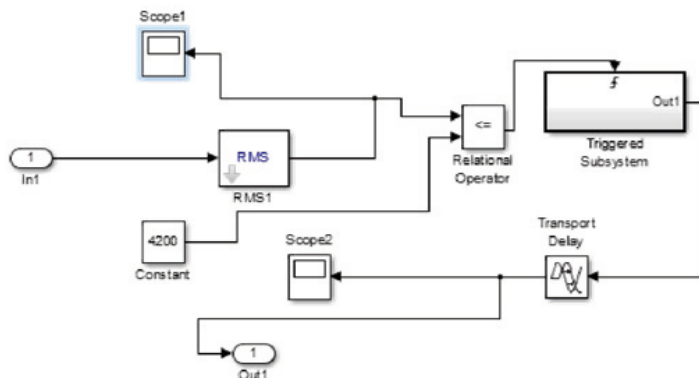 Scope1
1
In1
RMS
RMS1
4200
Constant
<=
Relational
Operator
Out1
Triggered
Subsystem
Scope2
Transport
Delay
1
Out1